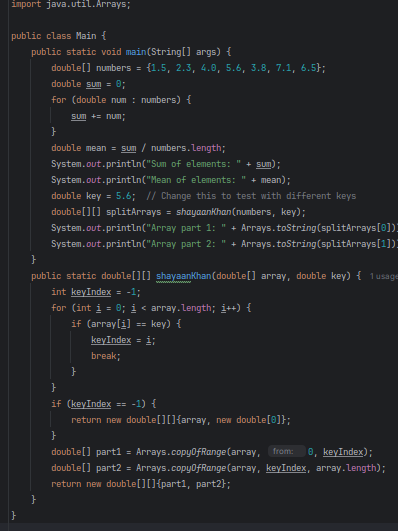 import java.util.Arrays;
public class Main {
public static void main(String[] args) {
double[] numbers = {1.5, 2.3, 4.0, 5.6, 3.8, 7.1, 6.5};
double sum = 0;
for (double num : numbers) {
sum += num;
}
double mean = sum / numbers.length;
System.out.println("Sum of elements: " + sum);
System.out.println("Mean of elements: " + mean);
double key = 5.6;  // Change this to test with different keys
double[][] splitArrays = shayaanKhan(numbers, key);
System.out.println("Array part 1: " + Arrays.toString(splitArrays[0]))
System.out.println("Array part 2: " + Arrays.toString(splitArrays[1]))
}
public static double[][] shayaanKhan(double[] array, double key) { 1 usage
int keyIndex = -1;
for (int i = 0; i < array.length; i++) {
if (array[i] == key) {
keyIndex = i;
break;
}
}
if (keyIndex == -1) {
return new double[][]{array, new double[0]};
}
double[] part1 = Arrays.copyOfRange(array, from: 0, keyIndex);
double[] part2 = Arrays.copyOfRange(array, keyIndex, array.length);
return new double[][]{part1, part2};
}
}